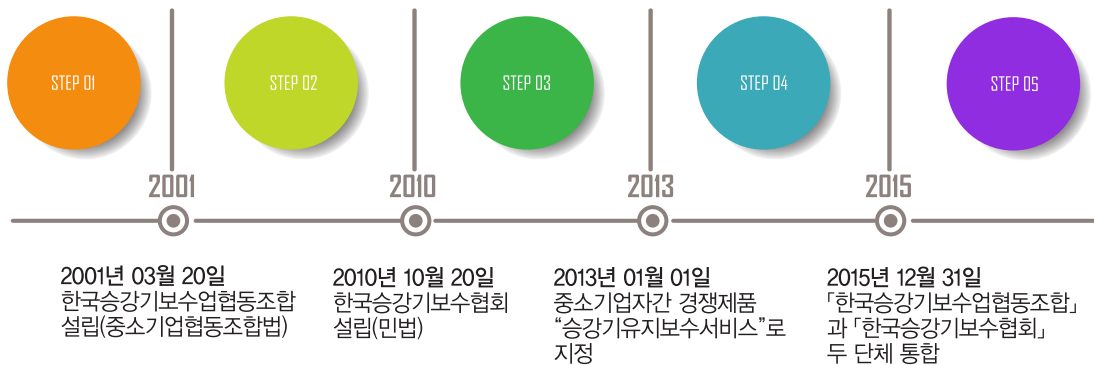 STEP 01
STEP 02
STEP 03
STEP 04
STEP 05
2001
2010
2013
2015
2001년 03월 20일
한국승강기보수업협동조합
설립(중소기업협동조합법)
2010년 10월 20일
한국승강기보수협회
설립(민법)
2013년 01월 01일
중소기업자간 경쟁제품
“승강기유지보수서비스”로
지정
2015년 12월 31일
「한국승강기보수업협동조합」
과 「한국승강기보수협회」
두 단체 통합